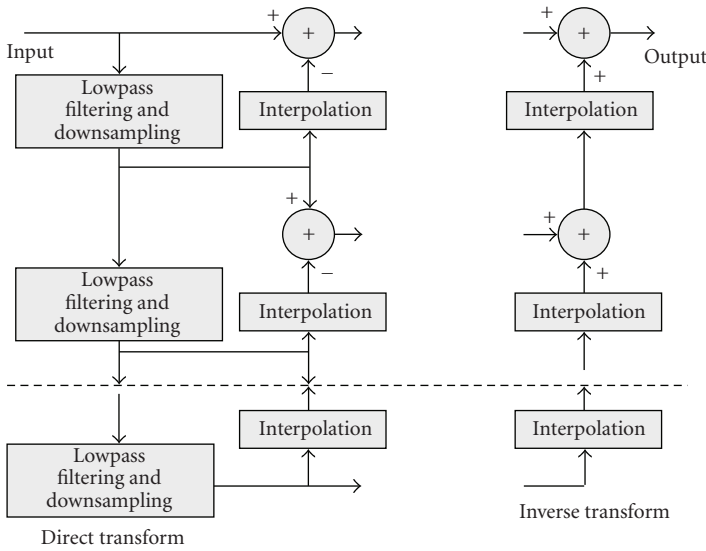 +
+
+
+
Input
Output
−
+
Lowpass
filtering and
downsampling
Interpolation
Interpolation
+
+
+
+
−
+
Lowpass
filtering and
downsampling
Interpolation
Interpolation
Lowpass
filtering and
downsampling
Interpolation
Interpolation
Direct transform
Inverse transform